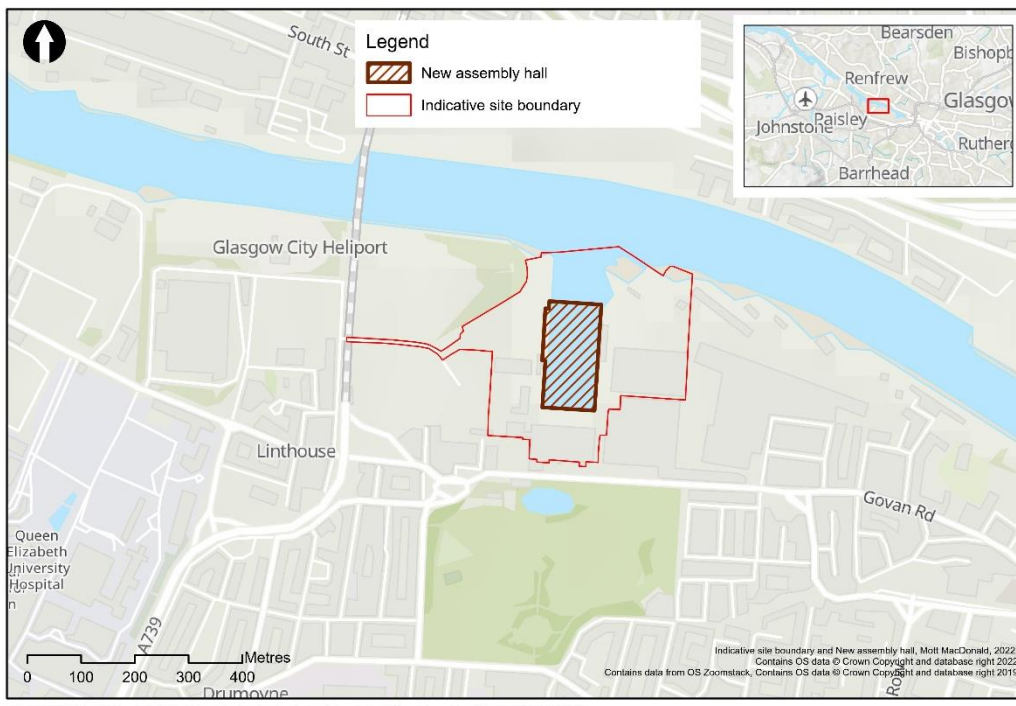 South St
Legend
New assembly hall
Indicative site boundary
Bearsden
Bishopb
Renfrew
Glasgow
Paisley
Johnstone
Ruther
Barrhead
Glasgow City Heliport
Linthouse
Govan Rd
Queen
Elizabeth
University
Hospital
n
A739
Metres
0 100 200 300 400
Drumoyne
Indicative site boundary and New assembly hall, Mott MacDonald, 2022
Contains OS data © Crown Copyright and database right 2022
Contains data from OS Zoomstack, Contains OS data © Crown Copyright and database right 2019